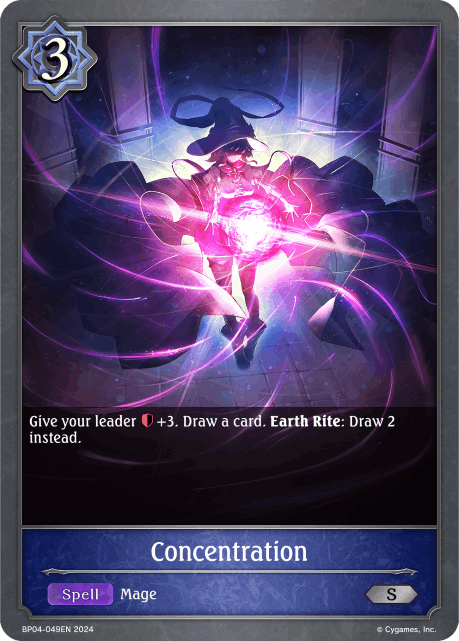 3
Give your leader +3. Draw a card. Earth Rite: Draw 2
instead.
Concentration
Spell Mage
S
BP04-049EN 2024
© Cygames, Inc.